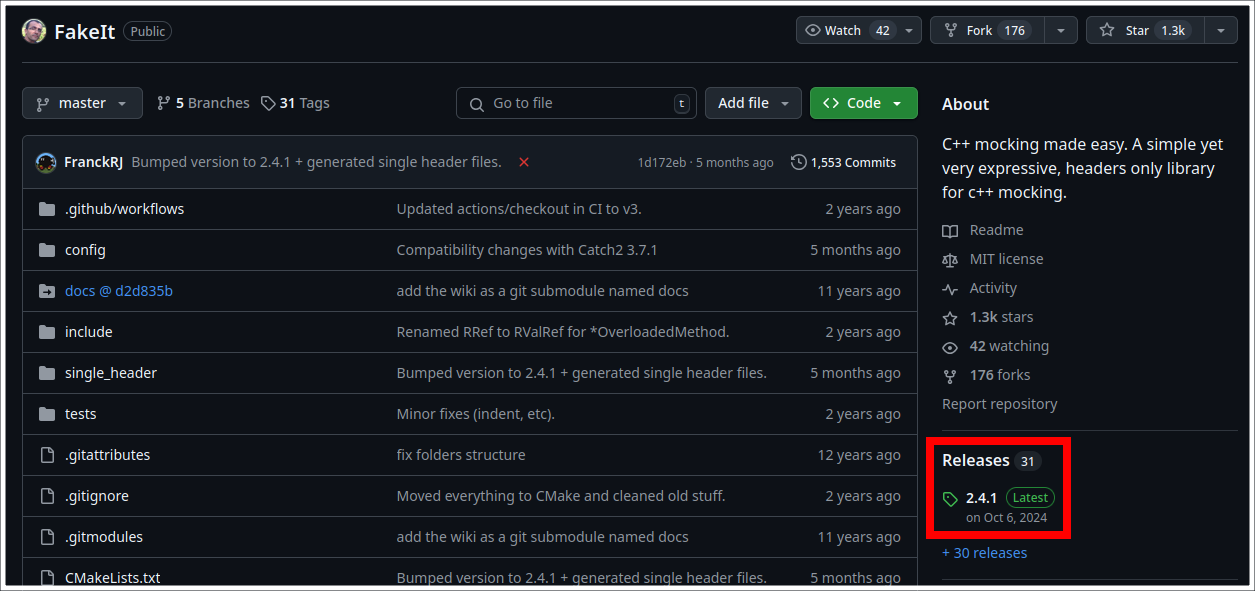 FakeIt Public Watch 42 Fork 176 Star 1.3k
master 5 Branches 31 Tags Go to file t Add file Code
FranckRJ Bumped version to 2.4.1 + generated single header files. 1d172eb · 5 months ago 1,553 Commits
.github/workflows Updated actions/checkout in CI to v3. 2 years ago
config Compatibility changes with Catch2 3.7.1 5 months ago
docs @ d2d835b add the wiki as a git submodule named docs 11 years ago
include Renamed RRef to RValRef for *OverloadedMethod. 2 years ago
single_header Bumped version to 2.4.1 + generated single header files. 5 months ago
tests Minor fixes (indent, etc). 2 years ago
.gitattributes fix folders structure 12 years ago
.gitignore Moved everything to CMake and cleaned old stuff. 2 years ago
.gitmodules add the wiki as a git submodule named docs 11 years ago
CMakeLists.txt Bumped version to 2.4.1 + generated single header files. 5 months ago
About
C++ mocking made easy. A simple yet
very expressive, headers only library
for c++ mocking.
Readme
MIT license
Activity
1.3k stars
42 watching
176 forks
Report repository
Releases 31
2.4.1 Latest
on Oct 6, 2024
+ 30 releases